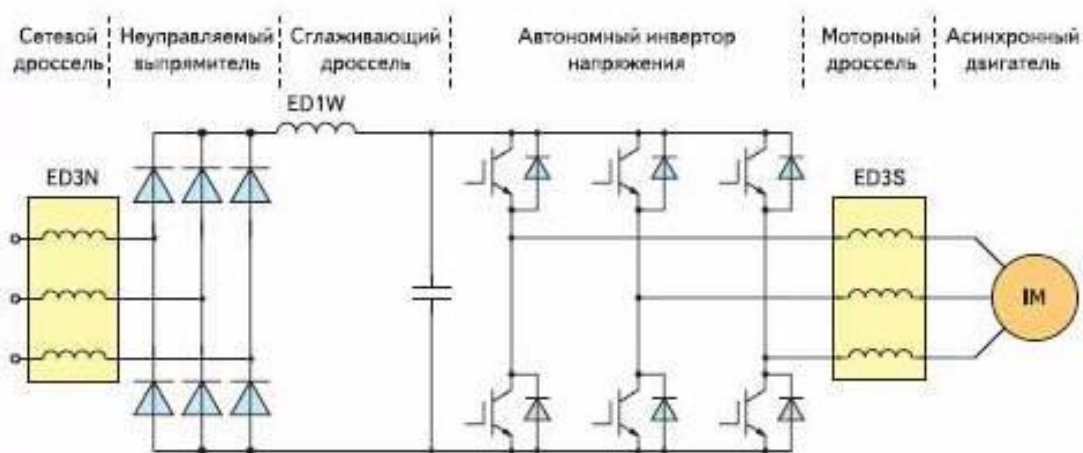 Сетевой
дроссель
Неуправляемый
выпрямитель
Сглаживающий
дроссель
Автономный инвертор
напряжения
Моторный
дроссель
Асинхронный
двигатель
ED1W
ED3N
ED3S
IM